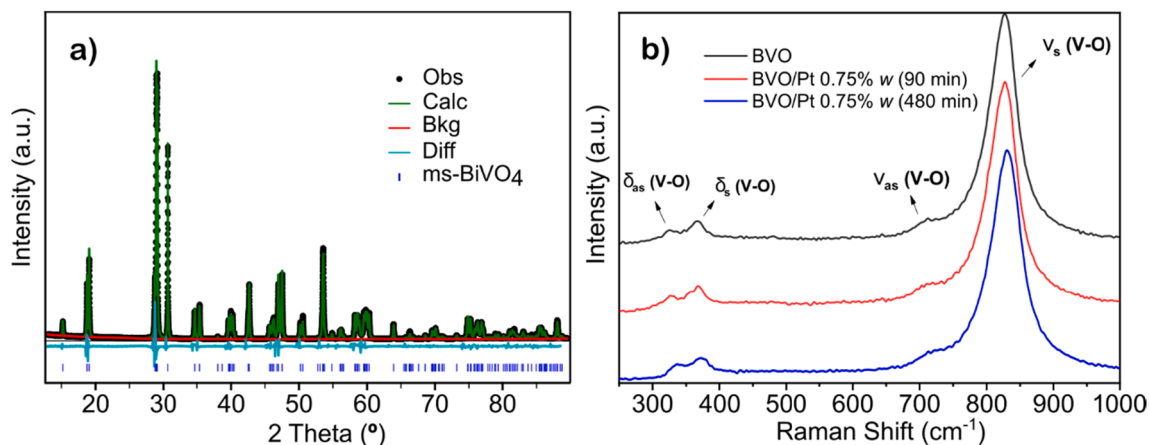 a)
Obs
Calc
Bkg
Diff
ms-BiVO4
Intensity (a.u.)
20 30 40 50 60 70 80
2 Theta (º)
b)
BVO
BVO/Pt 0.75% w (90 min)
BVO/Pt 0.75% w (480 min)
νs (V-O)
δas (V-O)
δs (V-O)
νas (V-O)
Intensity (a.u.)
300 400 500 600 700 800 900 1000
Raman Shift (cm-1)